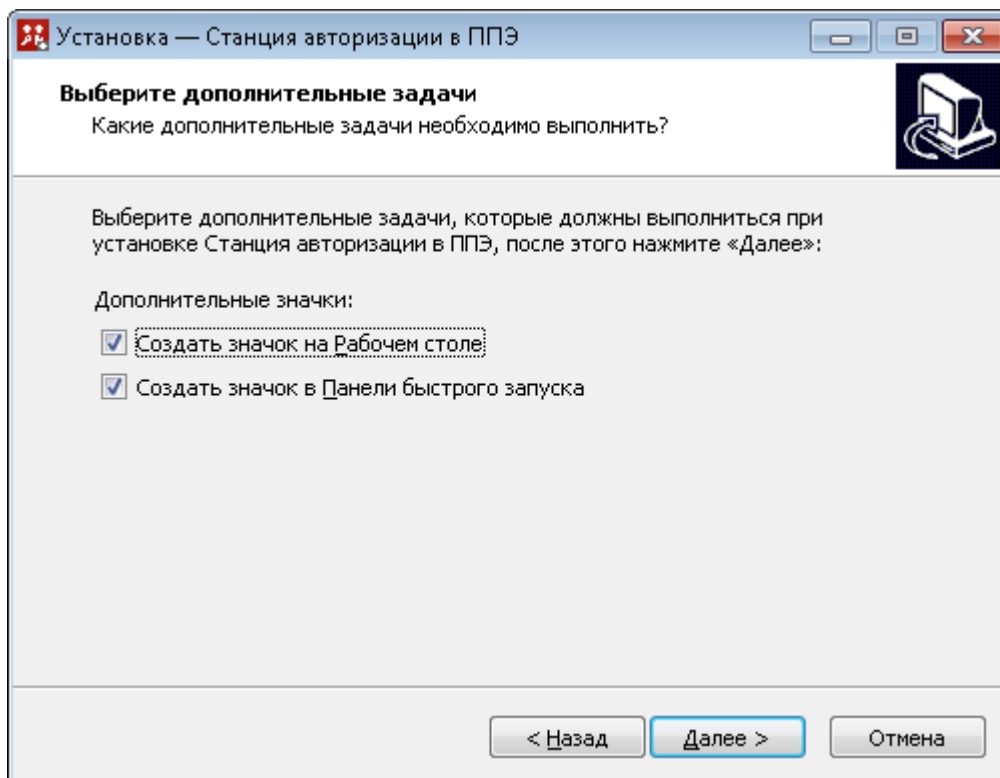 Установка — Станция авторизации в ППЭ
Выберите дополнительные задачи
Какие дополнительные задачи необходимо выполнить?
Выберите дополнительные задачи, которые должны выполниться при
установке Станция авторизации в ППЭ, после этого нажмите «Далее»:
Дополнительные значки:
Создать значок на Рабочем столе
Создать значок в Панели быстрого запуска
< Назад
Далее >
Отмена